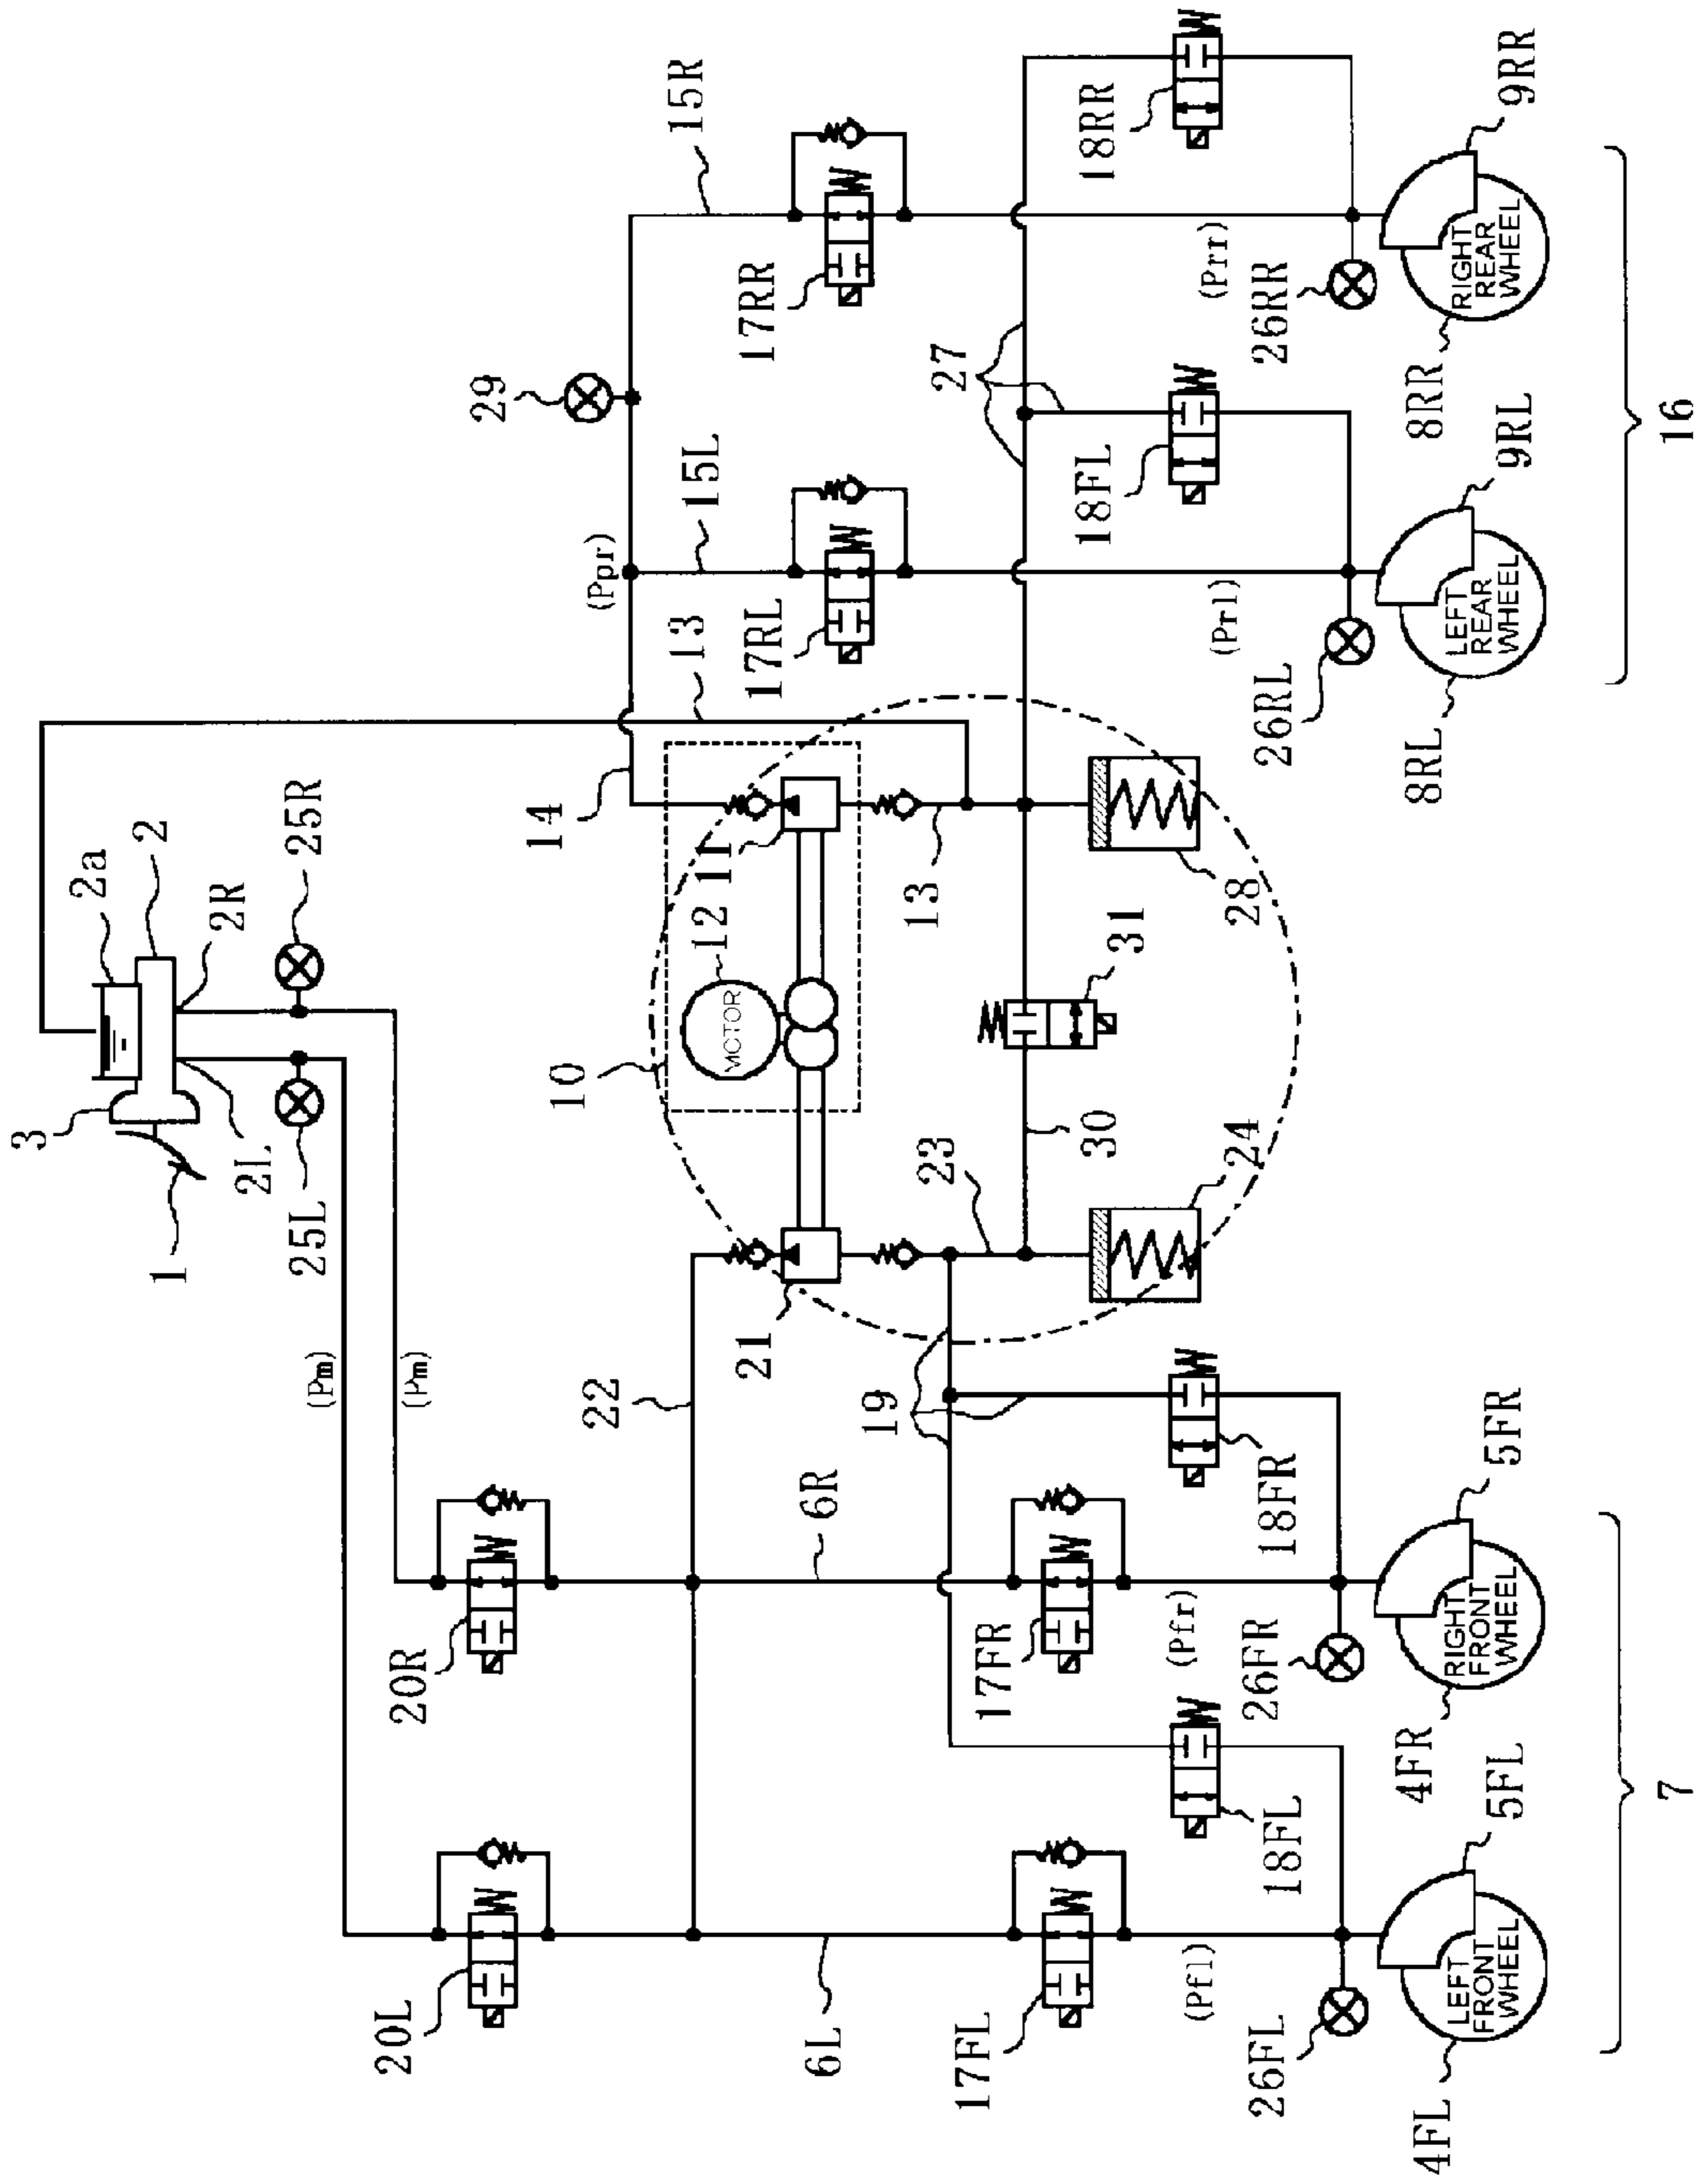 3
2a
2
2R
25R
1
2L
25L
(Pm)
(Pm)
20L
20R
22
6L
6R
10
MOTOR
12
11
21
14
13
13
(Ppr)
29
15L
15R
17RL
17RR
17FL
17FR
19
23
30
31
24
28
27
18FL
18FR
18FL
18RR
(Pfl)
(Pfr)
(Prl)
(Prr)
26FL
26FR
26RL
26RR
4FL
LEFT
FRONT
WHEEL
5FL
4FR
RIGHT
FRONT
WHEEL
5FR
8RL
LEFT
REAR
WHEEL
9RL
8RR
RIGHT
REAR
WHEEL
9RR
7
16